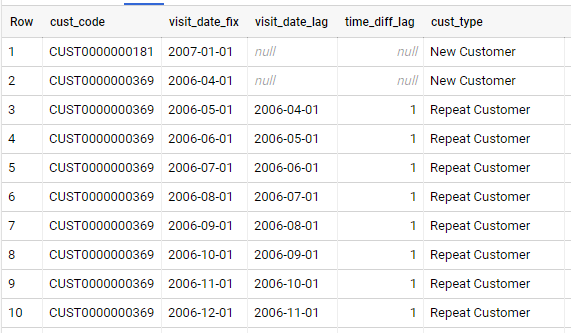 Row cust_code visit_date_fix visit_date_lag time_diff_lag cust_type
1 CUST0000000181 2007-01-01 null null New Customer
2 CUST0000000369 2006-04-01 null null New Customer
3 CUST0000000369 2006-05-01 2006-04-01 1 Repeat Customer
4 CUST0000000369 2006-06-01 2006-05-01 1 Repeat Customer
5 CUST0000000369 2006-07-01 2006-06-01 1 Repeat Customer
6 CUST0000000369 2006-08-01 2006-07-01 1 Repeat Customer
7 CUST0000000369 2006-09-01 2006-08-01 1 Repeat Customer
8 CUST0000000369 2006-10-01 2006-09-01 1 Repeat Customer
9 CUST0000000369 2006-11-01 2006-10-01 1 Repeat Customer
10 CUST0000000369 2006-12-01 2006-11-01 1 Repeat Customer